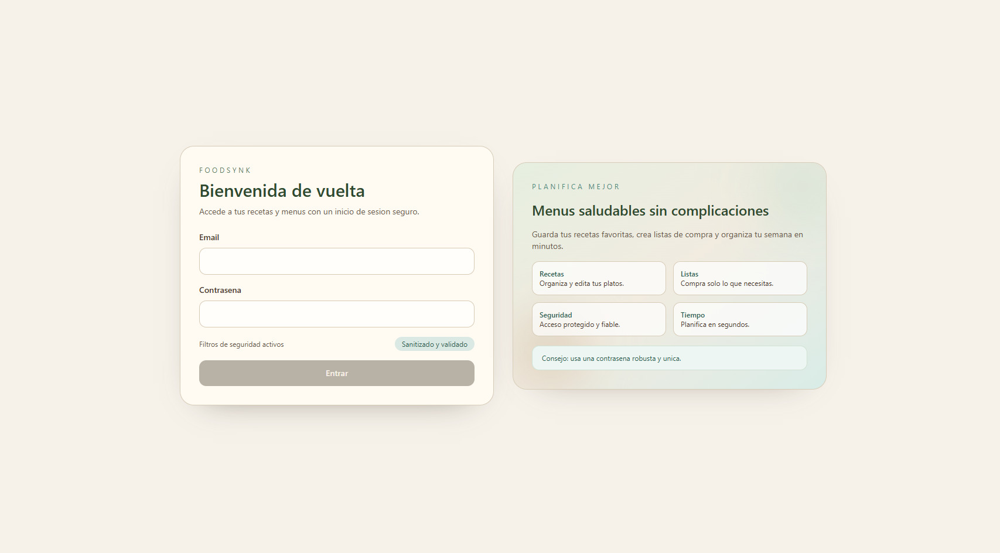 FOODSYNK
Bienvenida de vuelta
Accede a tus recetas y menus con un inicio de sesion seguro.
Email
Contrasena
Filtros de seguridad activos
Sanitizado y validado
Entrar
PLANIFICA MEJOR
Menus saludables sin complicaciones
Guarda tus recetas favoritas, crea listas de compra y organiza tu semana en
minutos.
Recetas
Organiza y edita tus platos.
Listas
Compra solo lo que necesitas.
Seguridad
Acceso protegido y fiable.
Tiempo
Planifica en segundos.
Consejo: usa una contrasena robusta y unica.